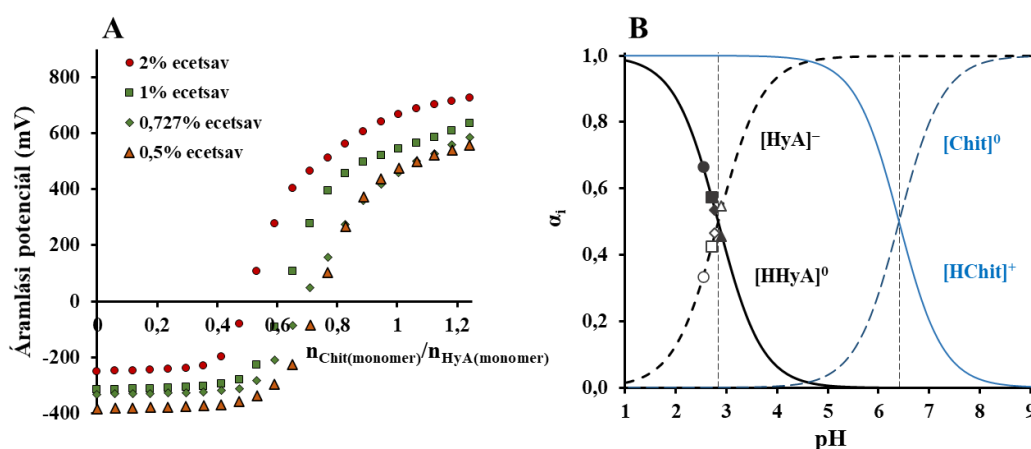 A
2% ecetsav
1% ecetsav
0,727% ecetsav
0,5% ecetsav
Áramlási potenciál (mV)
800
600
400
200
0
-200
-400
0
0,2
0,4
0,6
0,8
1
1,2
nChit(monomer)/nHyA(monomer)
B
αi
1,0
0,8
0,6
0,4
0,2
0,0
[HyA]⁻
[Chit]⁰
[HHyA]⁰
[HChit]⁺
1
2
3
4
5
6
7
8
9
pH